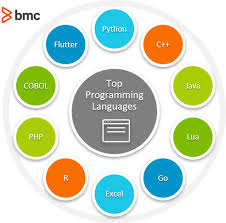 bmc
Python
C++
Java
Lua
Go
Excel
R
PHP
COBOL
Flutter
Top
Programming
Languages